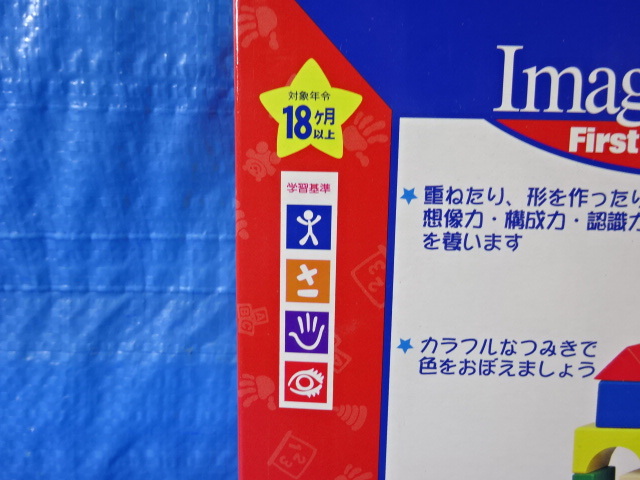 対象年令
18ケ月
以上
学習基準
Imag
First
★ 重ねたり、形を作ったり
想像力・構成力・認識力
を養います
★ カラフルなつみきで
色をおぼえましょう